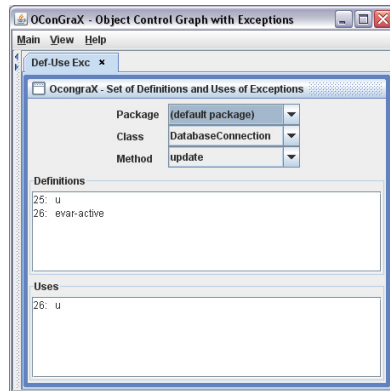 OConGraX - Object Control Graph with Exceptions
Main View Help
Def-Use Exc ×
OcongraX - Set of Definitions and Uses of Exceptions
Package (default package)
Class DatabaseConnection
Method update
Definitions
25: u
26: evar-active
Uses
26: u